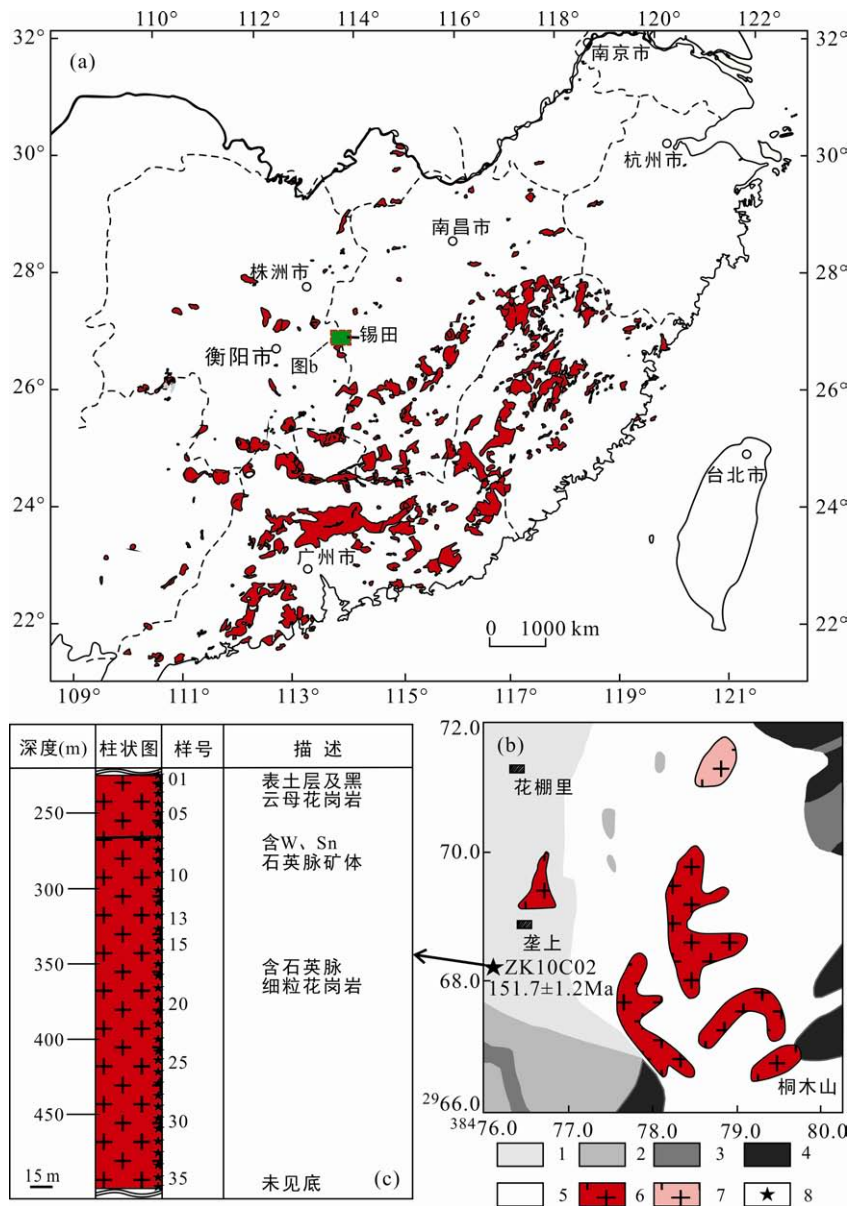 110° 112° 114° 116° 118° 120° 122°
32° 32°
(a)
南京市
30° 30°
杭州市
南昌市
28° 28°
株洲市
锡田
衡阳市
图b
26° 26°
台北市
24° 24°
广州市
22° 22°
0 1000 km
109° 111° 113° 115° 117° 119° 121°
深度(m) 柱状图 样号 描 述
01 表土层及黑
云母花岗岩
250 05
含W、Sn
石英脉矿体
10
300
13
15
350 含石英脉
细粒花岗岩
20
400
25
450
30
15 m 35 未见底 (c)
72.0 (b)
花棚里
70.0
垄上
ZK10C02
68.0
151.7±1.2Ma
桐木山
2966.0
38476.0 77.0 78.0 79.0 80.0
1 2 3 4
5 6 7 8